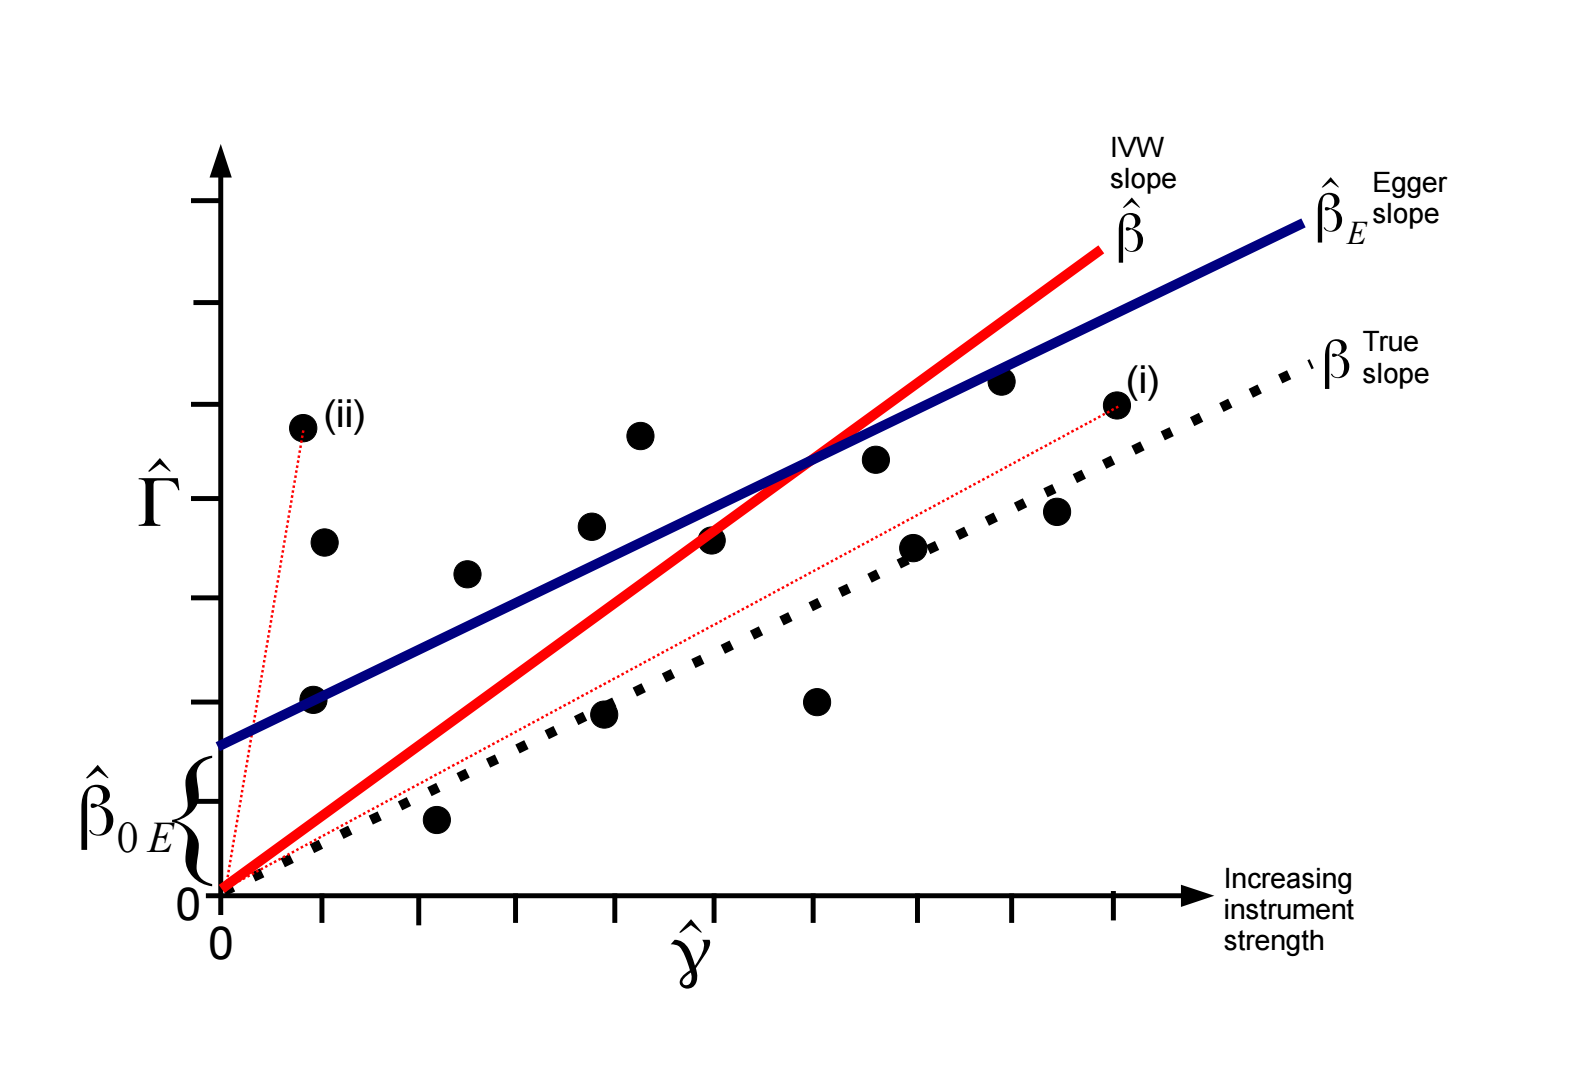 IVW
slope
β̂
β̂E
Egger
slope
β
True
slope
(i)
(ii)
Γ̂
β̂0 E
0
0
γ̂
Increasing
instrument
strength